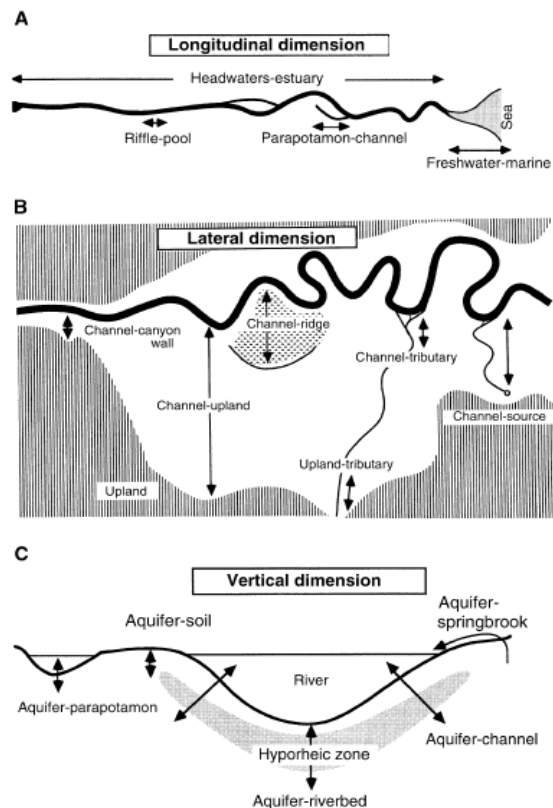 A
Longitudinal dimension
Headwaters-estuary
Riffle-pool
Parapotamon-channel
Sea
Freshwater-marine
B
Lateral dimension
Channel-canyon
wall
Channel-ridge
Channel-tributary
Channel-upland
Channel-source
Upland-tributary
Upland
C
Vertical dimension
Aquifer-
springbrook
Aquifer-soil
River
Aquifer-parapotamon
Aquifer-channel
Hyporheic zone
Aquifer-riverbed